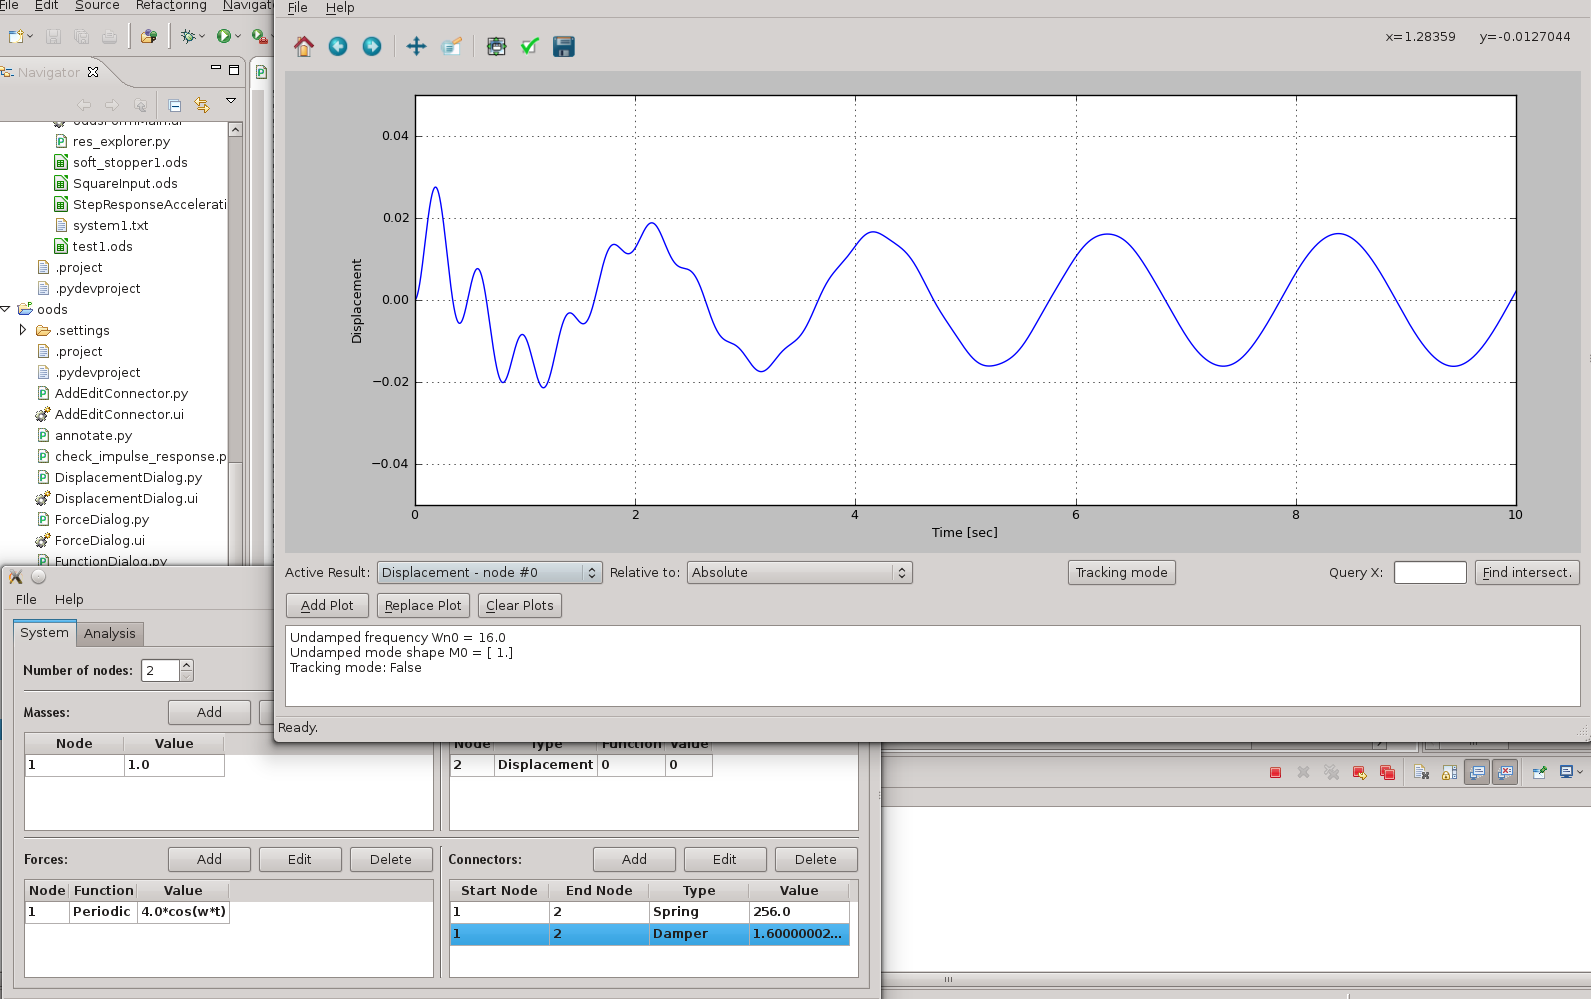 File Edit Source Refactoring Navigat
File Help
x=1.28359 y=-0.0127044
Navigator
res_explorer.py
soft_stopper1.ods
SquareInput.ods
StepResponseAccelerati
system1.txt
test1.ods
.project
.pydevproject
oods
.settings
.project
.pydevproject
AddEditConnector.py
AddEditConnector.ui
annotate.py
check_impulse_response.p
DisplacementDialog.py
DisplacementDialog.ui
ForceDialog.py
ForceDialog.ui
FunctionDialog.py
0.04
0.02
0.00
−0.02
−0.04
Displacement
0 2 4 6 8 10
Time [sec]
Active Result: Displacement - node #0 Relative to: Absolute Tracking mode Query X: Find intersect.
Add Plot Replace Plot Clear Plots
Undamped frequency Wn0 = 16.0
Undamped mode shape M0 = [ 1.]
Tracking mode: False
Ready.
File Help
System Analysis
Number of nodes: 2
Masses: Add
Node Value
1 1.0
Node Type Function Value
2 Displacement 0 0
Forces: Add Edit Delete
Node Function Value
1 Periodic 4.0*cos(w*t)
Connectors: Add Edit Delete
Start Node End Node Type Value
1 2 Spring 256.0
1 2 Damper 1.60000002...